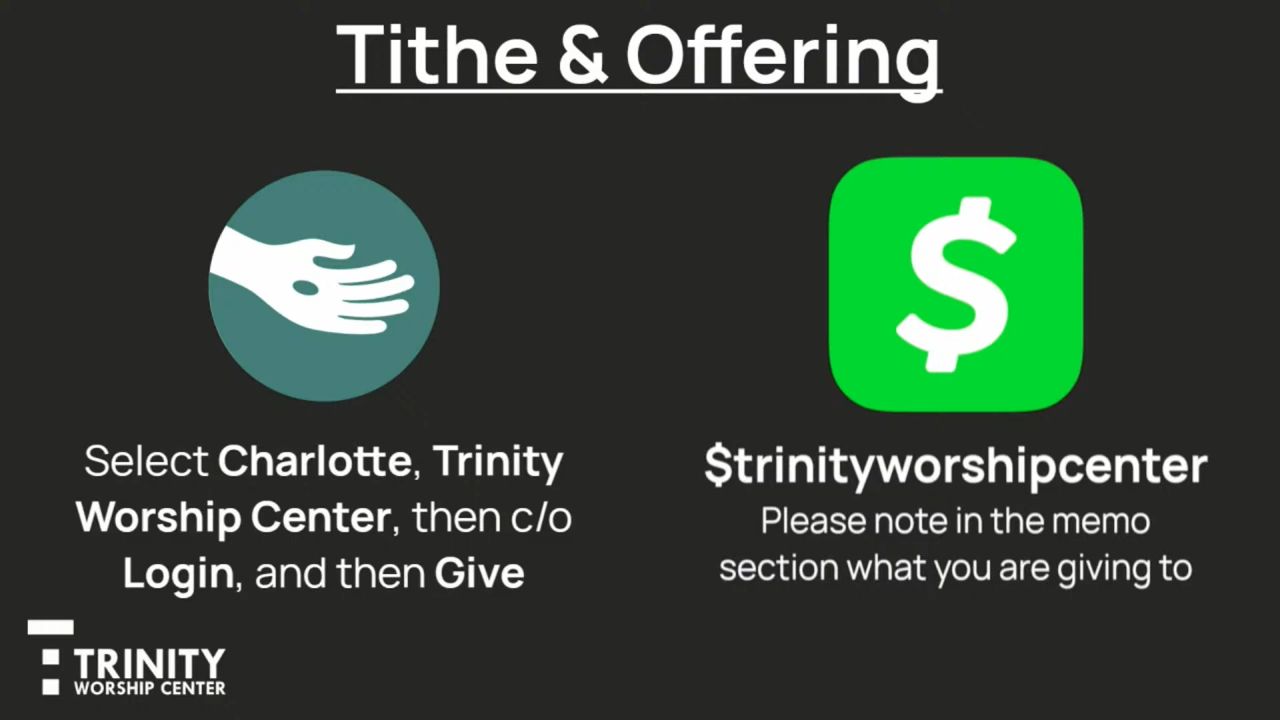 Tithe & Offering
Select Charlotte, Trinity
Worship Center, then c/o
Login, and then Give
$
$trinityworshipcenter
Please note in the memo
section what you are giving to
TRINITY
WORSHIP CENTER